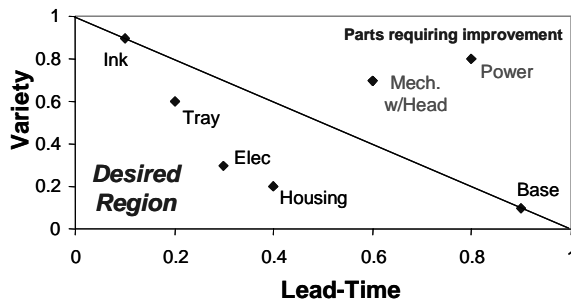 1
Parts requiring improvement
Ink
Power
0.8
Mech.
w/Head
Tray
0.6
Variety
0.4
Elec
Desired
Region
Housing
0.2
Base
0
0
0.2
0.4
0.6
0.8
1
Lead-Time